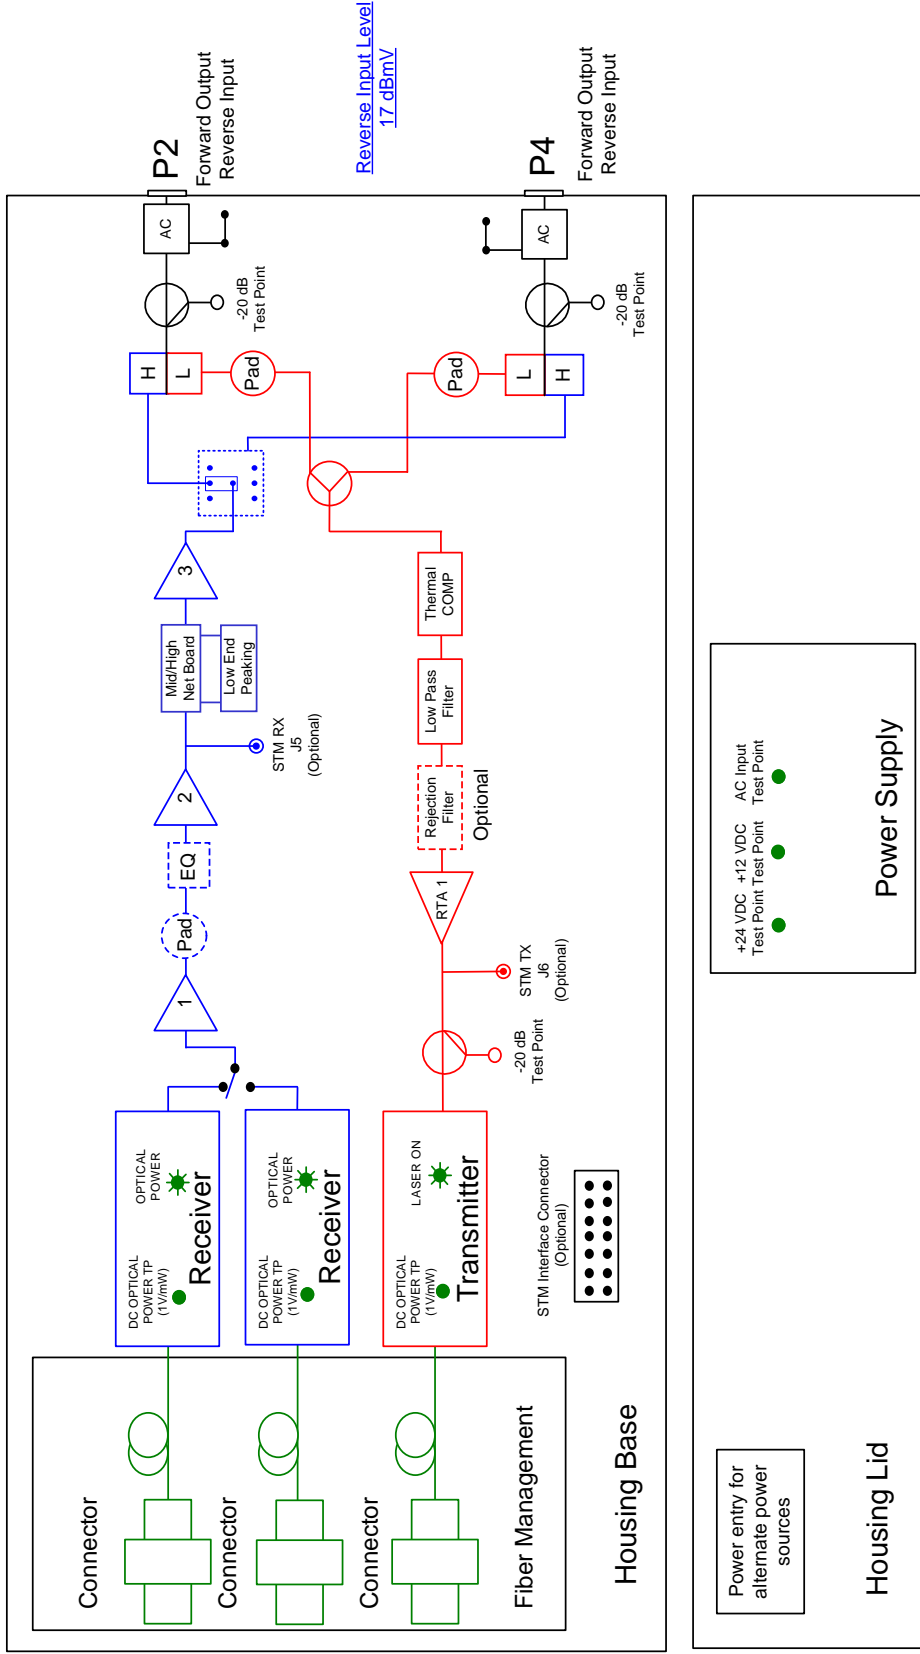 Connector
Connector
Connector
Fiber Management
Housing Base
DC OPTICAL
POWER TP
(1V/mW)
OPTICAL
POWER
Receiver
DC OPTICAL
POWER TP
(1V/mW)
OPTICAL
POWER
Receiver
DC OPTICAL
POWER TP
(1V/mW)
LASER ON
Transmitter
STM Interface Connector
(Optional)
1
Pad
EQ
2
STM RX
J5
(Optional)
Mid/High
Net Board
Low End
Peaking
3
H
L
Pad
-20 dB
Test Point
AC
P2
Forward Output
Reverse Input
Reverse Input Level
17 dBmV
-20 dB
Test Point
STM TX
J6
(Optional)
RTA 1
Rejection
Filter
Optional
Low Pass
Filter
Thermal
COMP
Pad
L
H
-20 dB
Test Point
AC
P4
Forward Output
Reverse Input
Power entry for
alternate power
sources
Housing Lid
+24 VDC
Test Point
+12 VDC
Test Point
AC Input
Test Point
Power Supply